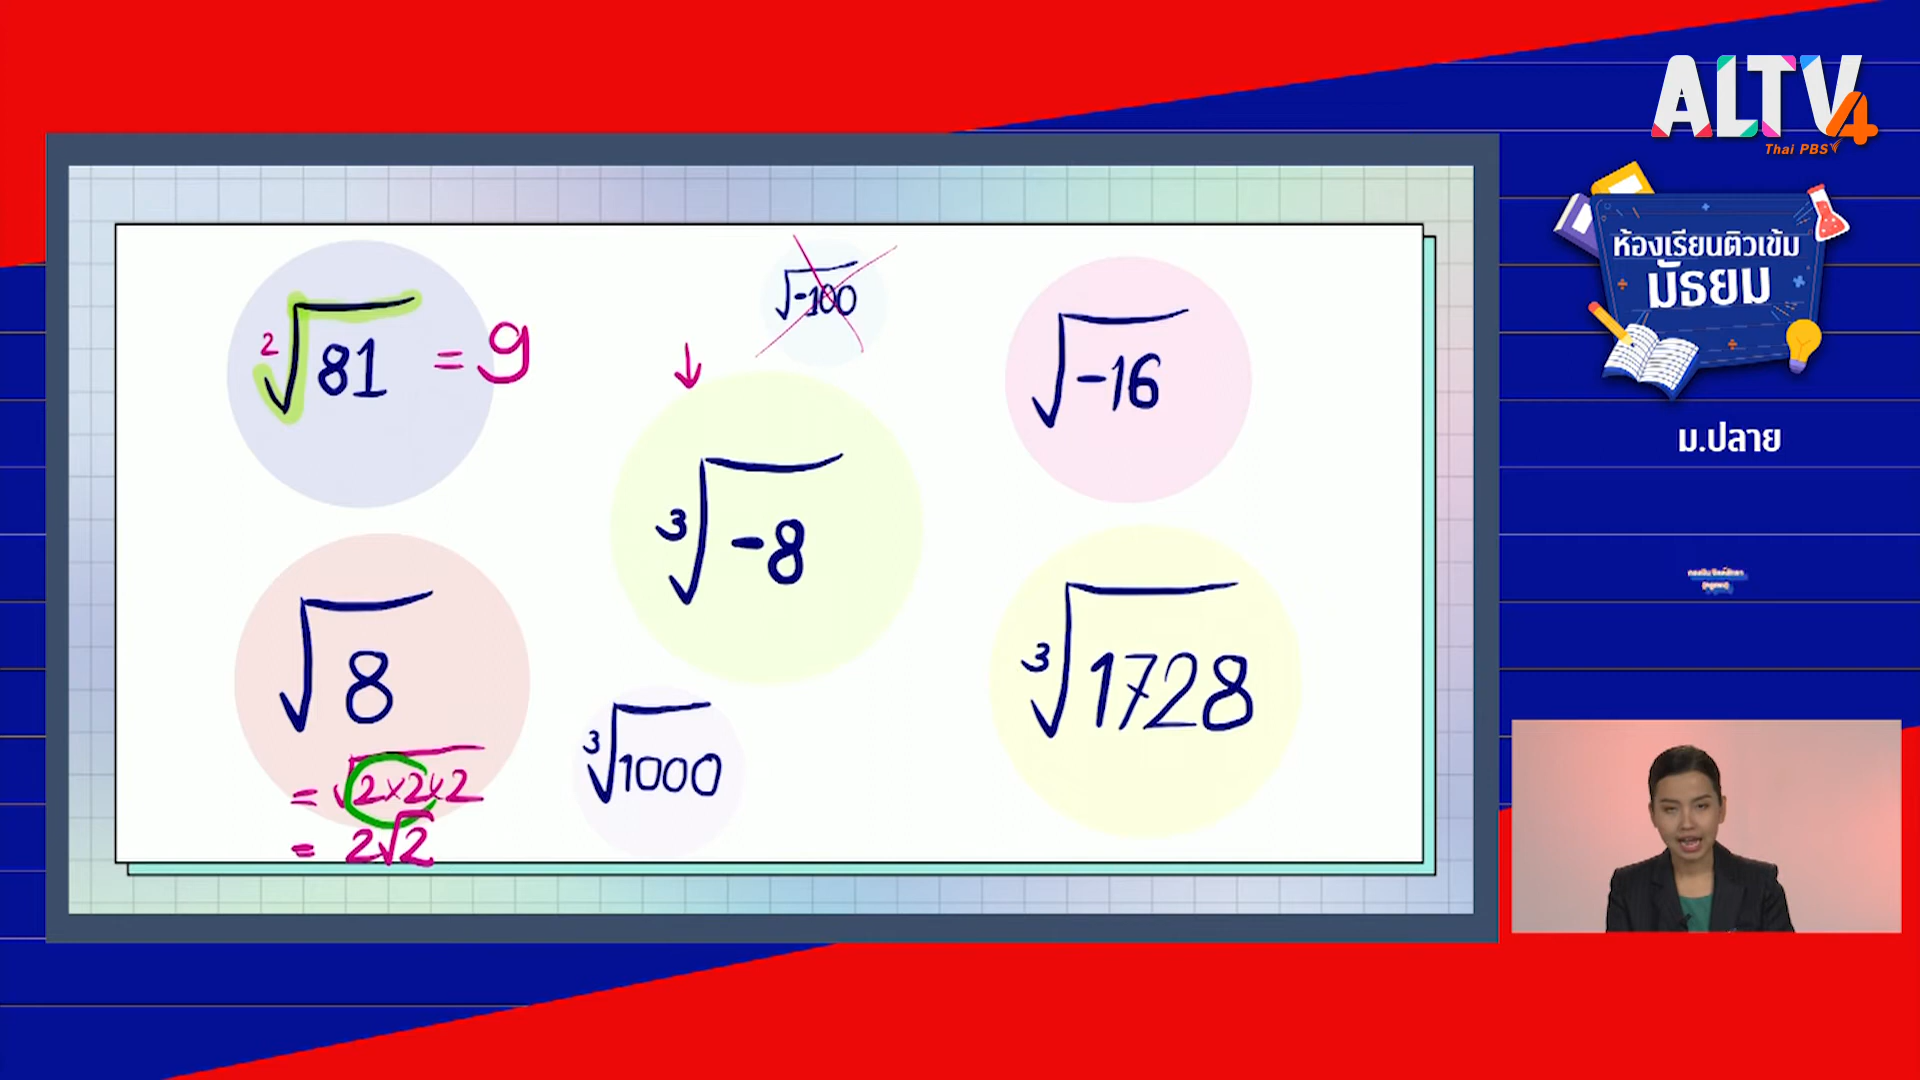 ALTV4
Thai PBS
ห้องเรียนติวเข้ม
มัธยม
ม.ปลาย
²√81 = 9
√-100
√-16
³√-8
√8
= √2×2×2
= 2√2
³√1000
³√1728